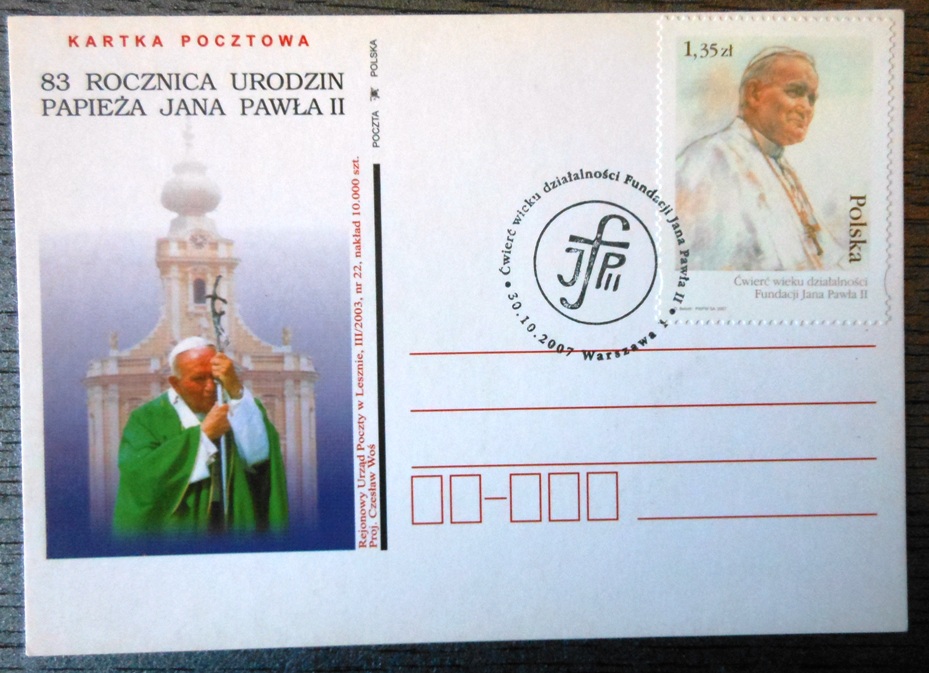 KARTKA POCZTOWA
83 ROCZNICA URODZIN
PAPIEŻA JANA PAWŁA II
POCZTA POLSKA
Rejonowy Urząd Poczty w Lesznie, III/2003, nr 22, nakład 10.000 szt.
Proj. Czesław Woś
1,35 zł
Polska
Ćwierć wieku działalności
Fundacji Jana Pawła II
Ćwierć wieku działalności Fundacji Jana Pawła II
30.10.2007 Warszawa 1
JfPII